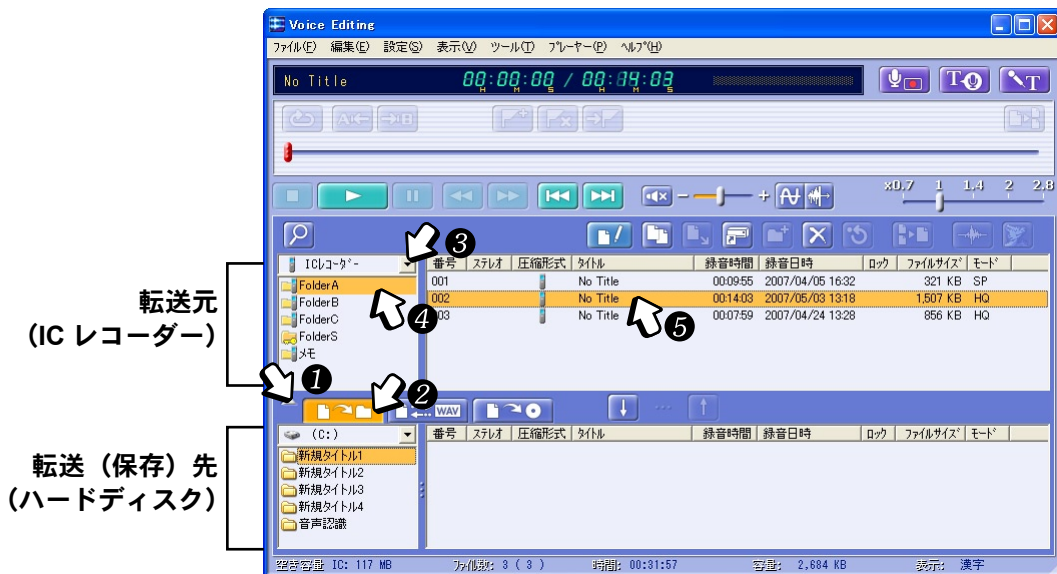 Voice Editing
ファイル(F) 編集(E) 設定(S) 表示(V) ツール(T) プレーヤー(P) ヘルプ(H)
No Title 00:00:00 / 00:14:03
H M S H M S
T T
A B
x0.7 1 1.4 2 2.8
❸
ICレコーダー 番号 ステレオ 圧縮形式 タイトル 録音時間 録音日時 ロック ファイルサイズ モード
FolderA 001 No Title 00:09:55 2007/04/05 16:32 321 KB SP
FolderB 002 No Title 00:14:03 2007/05/03 13:18 1,507 KB HQ
FolderC 003 No Title 00:07:59 2007/04/24 13:28 856 KB HQ
FolderS
メモ
❹ ❺
転送元
(IC レコーダー)
❶ ❷
WAV
(C:) 番号 ステレオ 圧縮形式 タイトル 録音時間 録音日時 ロック ファイルサイズ モード
新規タイトル1
新規タイトル2
新規タイトル3
新規タイトル4
音声認識
転送(保存)先
(ハードディスク)
空き容量 IC: 117 MB ファイル数: 3 ( 3 ) 時間: 00:31:57 容量: 2,684 KB 表示: 漢字